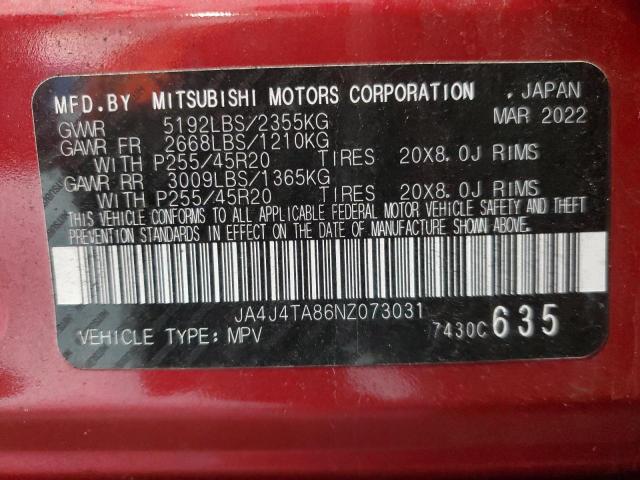 MFD.BY MITSUBISHI MOTORS CORPORATION , JAPAN
GVWR 5192LBS/2355KG MAR 2022
GAWR FR 2668LBS/1210KG
WITH P255/45R20 TIRES 20X8.0J RIMS
GAWR RR 3009LBS/1365KG
WITH P255/45R20 TIRES 20X8.0J RIMS
THIS VEHICLE CONFORMS TO ALL APPLICABLE FEDERAL MOTOR VEHICLE SAFETY AND THEFT
PREVENTION STANDARDS IN EFFECT ON THE DATE OF MANUFACTURE SHOWN ABOVE.
JA4J4TA86NZ073031
VEHICLE TYPE: MPV 7430C 635